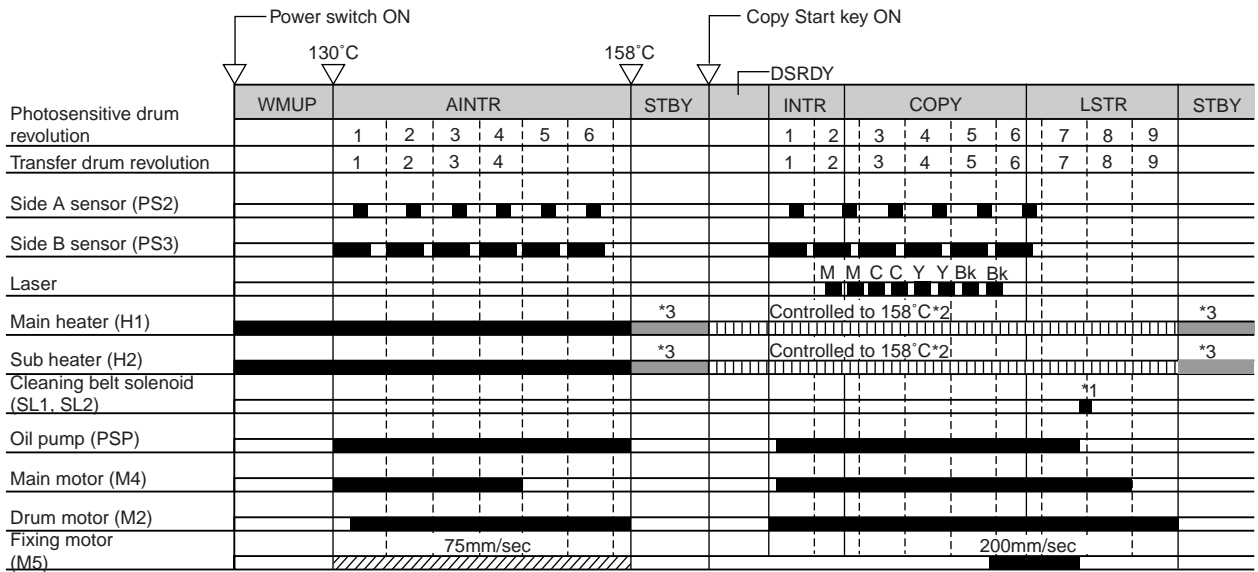 Power switch ON
Copy Start key ON
130˚C
158˚C
DSRDY
WMUP AINTR STBY INTR COPY LSTR STBY
Photosensitive drum
revolution
1 2 3 4 5 6 1 2 3 4 5 6 7 8 9
Transfer drum revolution 1 2 3 4 1 2 3 4 5 6 7 8 9
Side A sensor (PS2)
Side B sensor (PS3)
M M C C Y Y Bk Bk
Laser
*3 Controlled to 158˚C*2 *3
Main heater (H1)
*3 Controlled to 158˚C*2 *3
Sub heater (H2)
Cleaning belt solenoid
(SL1, SL2)
*1
Oil pump (PSP)
Main motor (M4)
Drum motor (M2)
Fixing motor
(M5)
75mm/sec 200mm/sec